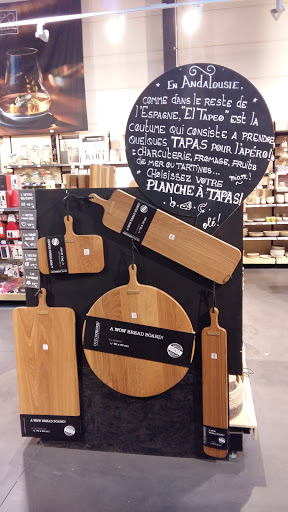 EN ANDALOUSIE,
COMME DANS LE RESTE DE
L'ESPAGNE, "EL TAPEO" EST LA
COUTUME QUI CONSISTE A PRENDRE
QUELQUES TAPAS POUR L'APÉRO!
CHARCUTERIE, FROMAGE, FRUITS
DE MER OU TARTINES...
CHOISISSEZ VOTRE
PLANCHE À TAPAS!
olé!
A WOW BREAD BOARD!
A WOW BREAD BOARD!